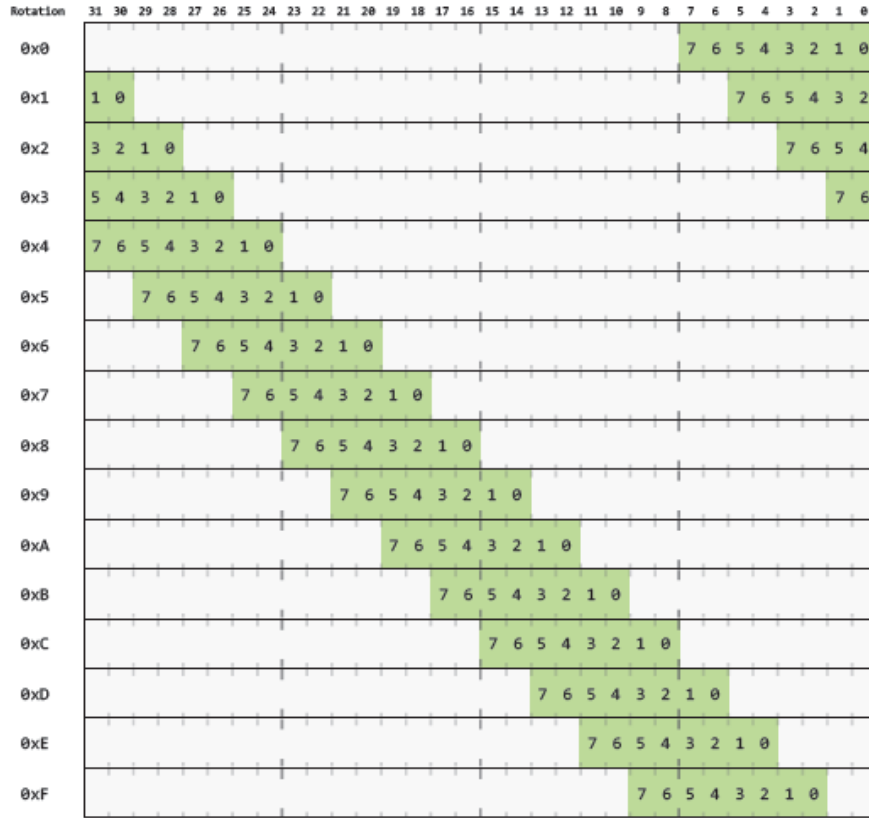 Rotation 31 30 29 28 27 26 25 24 23 22 21 20 19 18 17 16 15 14 13 12 11 10 9 8 7 6 5 4 3 2 1 0
0x0 7 6 5 4 3 2 1 0
0x1 1 0 7 6 5 4 3 2
0x2 3 2 1 0 7 6 5 4
0x3 5 4 3 2 1 0 7 6
0x4 7 6 5 4 3 2 1 0
0x5 7 6 5 4 3 2 1 0
0x6 7 6 5 4 3 2 1 0
0x7 7 6 5 4 3 2 1 0
0x8 7 6 5 4 3 2 1 0
0x9 7 6 5 4 3 2 1 0
0xA 7 6 5 4 3 2 1 0
0xB 7 6 5 4 3 2 1 0
0xC 7 6 5 4 3 2 1 0
0xD 7 6 5 4 3 2 1 0
0xE 7 6 5 4 3 2 1 0
0xF 7 6 5 4 3 2 1 0